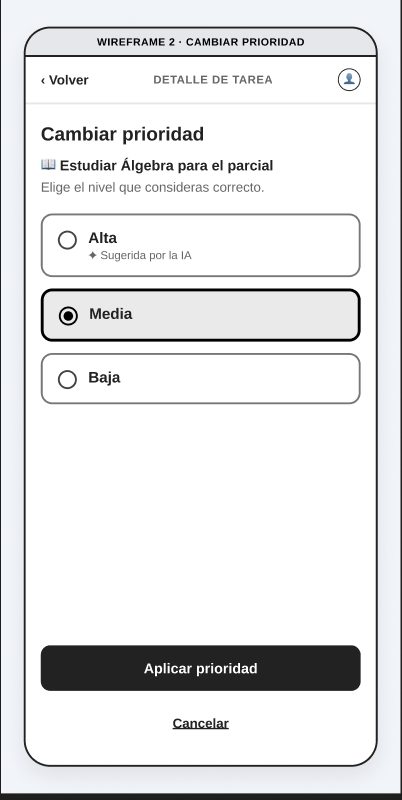 WIREFRAME 2 · CAMBIAR PRIORIDAD
‹ Volver
DETALLE DE TAREA
Cambiar prioridad
📖 Estudiar Álgebra para el parcial
Elige el nivel que consideras correcto.
Alta
✦ Sugerida por la IA
Media
Baja
Aplicar prioridad
Cancelar